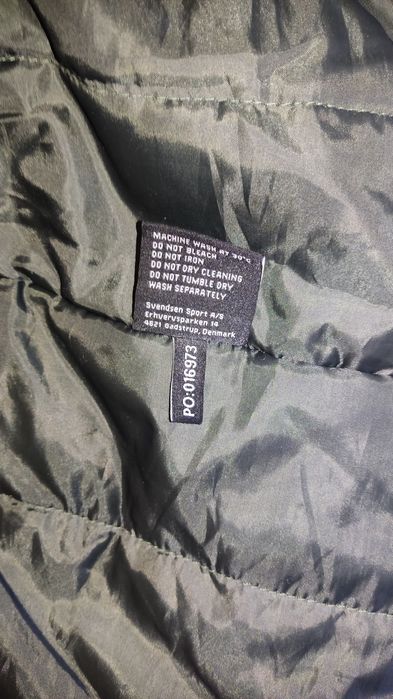 MACHINE WASH AT 30°C
DO NOT BLEACH
DO NOT IRON
DO NOT DRY CLEANING
DO NOT TUMBLE DRY
WASH SEPARATELY
Svendsen Sport A/S
Erhvervsparken 14
4621 Gadstrup, Denmark
PO:016973